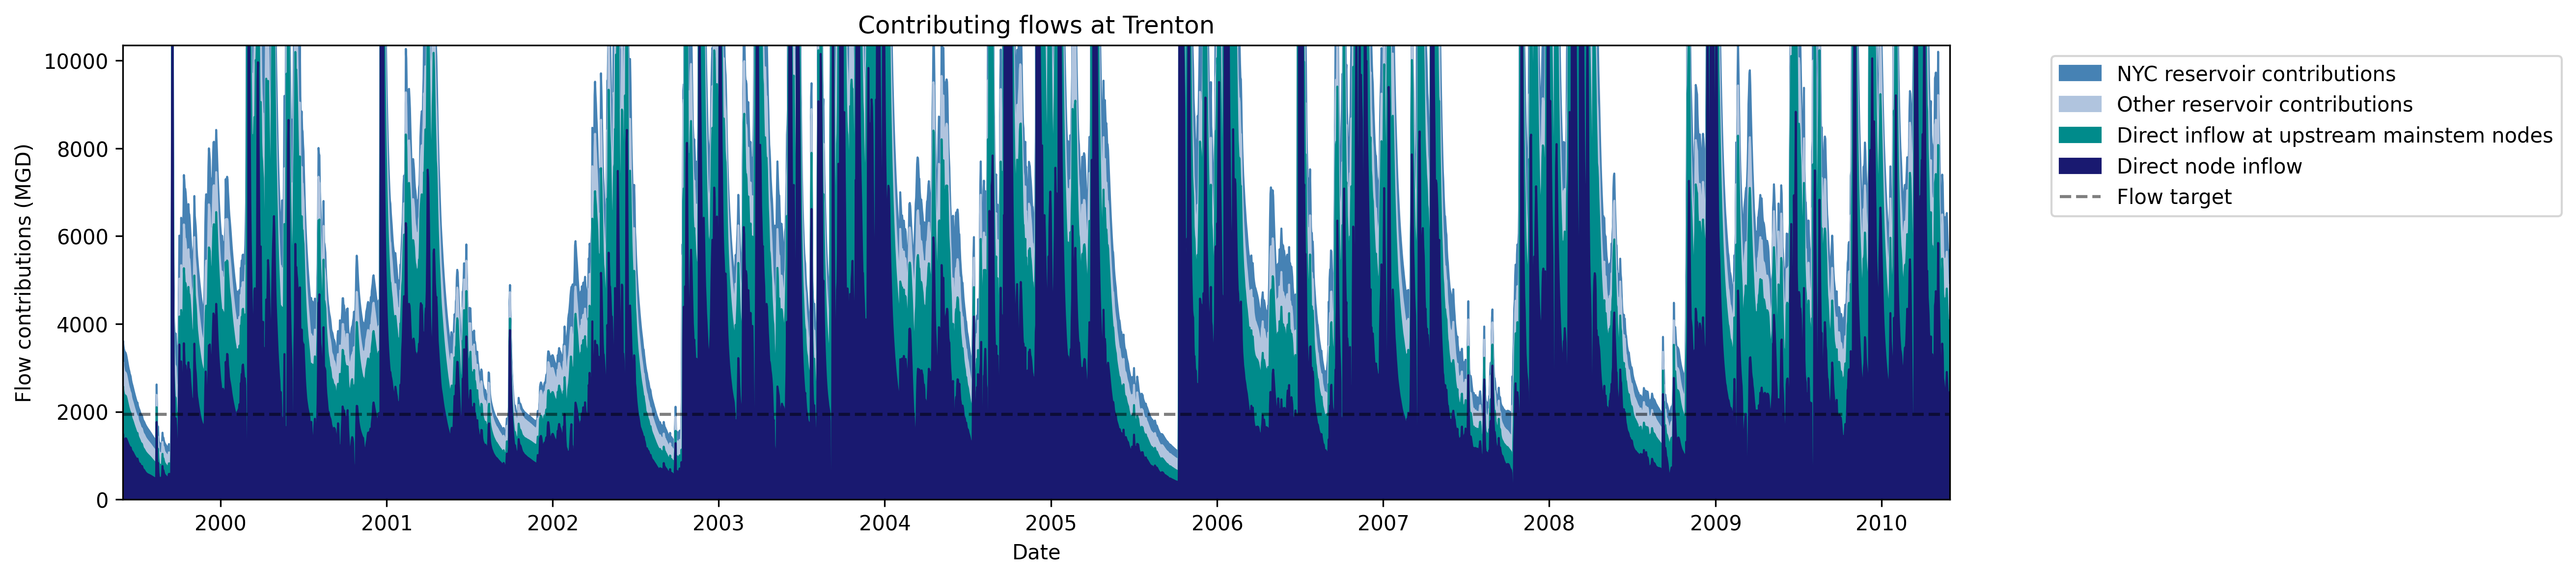 Contributing flows at Trenton
Flow contributions (MGD)
10000
8000
6000
4000
2000
0
2000 2001 2002 2003 2004 2005 2006 2007 2008 2009 2010
Date
NYC reservoir contributions
Other reservoir contributions
Direct inflow at upstream mainstem nodes
Direct node inflow
Flow target